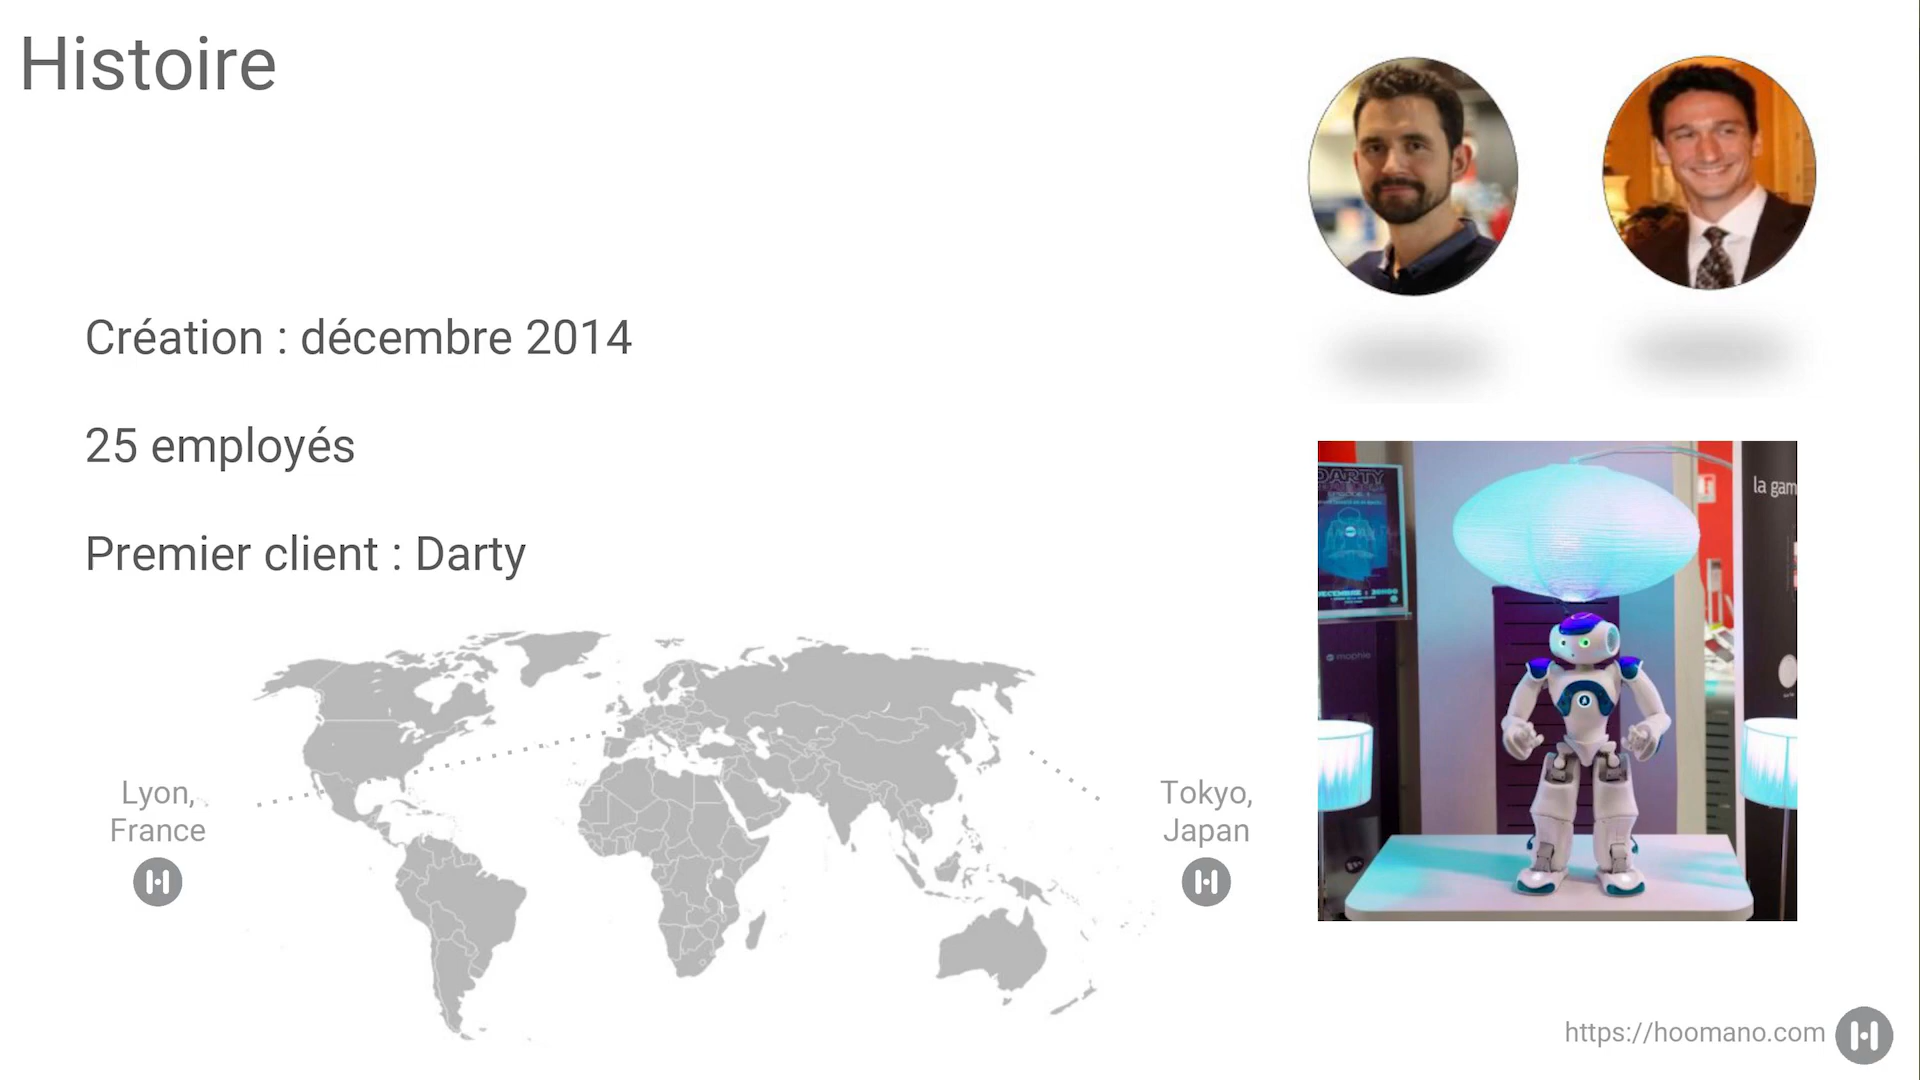 Histoire
Création : décembre 2014
25 employés
Premier client : Darty
Lyon,
France
Tokyo,
Japan
DARTY
la gam
mophie
https://hoomano.com